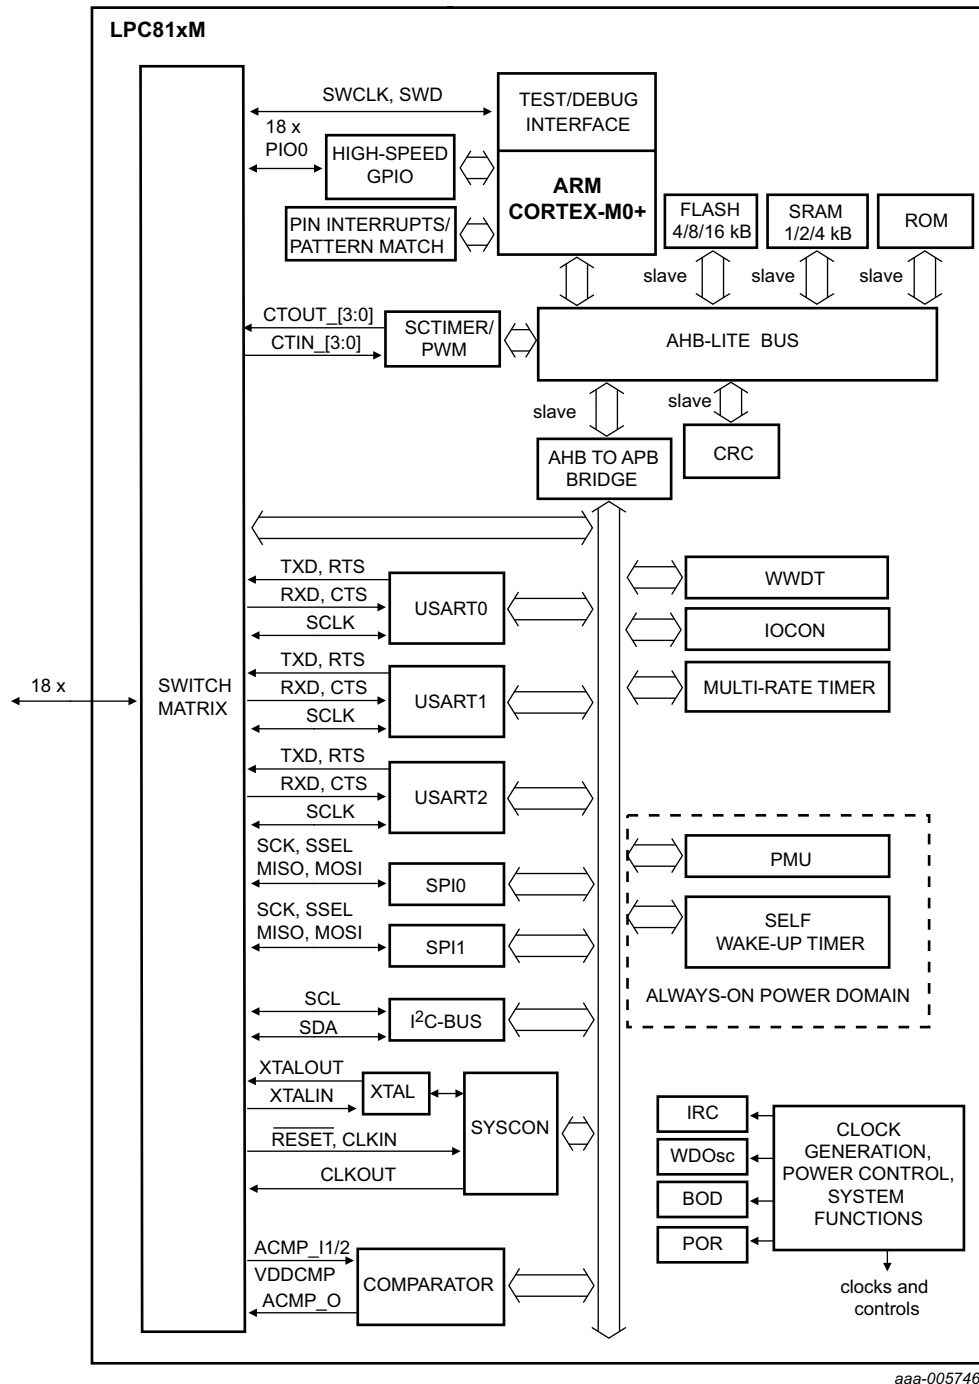 LPC81xM
SWCLK, SWD
TEST/DEBUG
INTERFACE
18 x
PIO0
HIGH-SPEED
GPIO
ARM
CORTEX-M0+
PIN INTERRUPTS/
PATTERN MATCH
FLASH
4/8/16 kB
SRAM
1/2/4 kB
ROM
slave
slave
slave
CTOUT_[3:0]
CTIN_[3:0]
SCTIMER/
PWM
AHB-LITE BUS
slave
slave
AHB TO APB
BRIDGE
CRC
TXD, RTS
RXD, CTS
SCLK
USART0
WWDT
IOCON
TXD, RTS
RXD, CTS
SCLK
USART1
MULTI-RATE TIMER
18 x
SWITCH
MATRIX
TXD, RTS
RXD, CTS
SCLK
USART2
SCK, SSEL
MISO, MOSI
SPI0
PMU
SCK, SSEL
MISO, MOSI
SPI1
SELF
WAKE-UP TIMER
ALWAYS-ON POWER DOMAIN
SCL
SDA
I2C-BUS
XTALOUT
XTALIN
XTAL
RESET, CLKIN
CLKOUT
SYSCON
IRC
WDOsc
BOD
POR
CLOCK
GENERATION,
POWER CONTROL,
SYSTEM
FUNCTIONS
clocks and
controls
ACMP_I1/2
VDDCMP
ACMP_O
COMPARATOR
aaa-005746